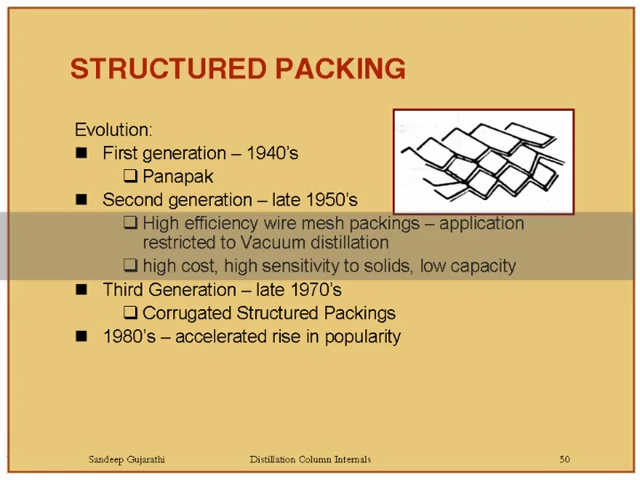 STRUCTURED PACKING
Evolution:
First generation – 1940's
Panapak
Second generation – late 1950's
High efficiency wire mesh packings – application
restricted to Vacuum distillation
high cost, high sensitivity to solids, low capacity
Third Generation – late 1970's
Corrugated Structured Packings
1980's – accelerated rise in popularity
Sandeep Gujarathi Distillation Column Internals 50